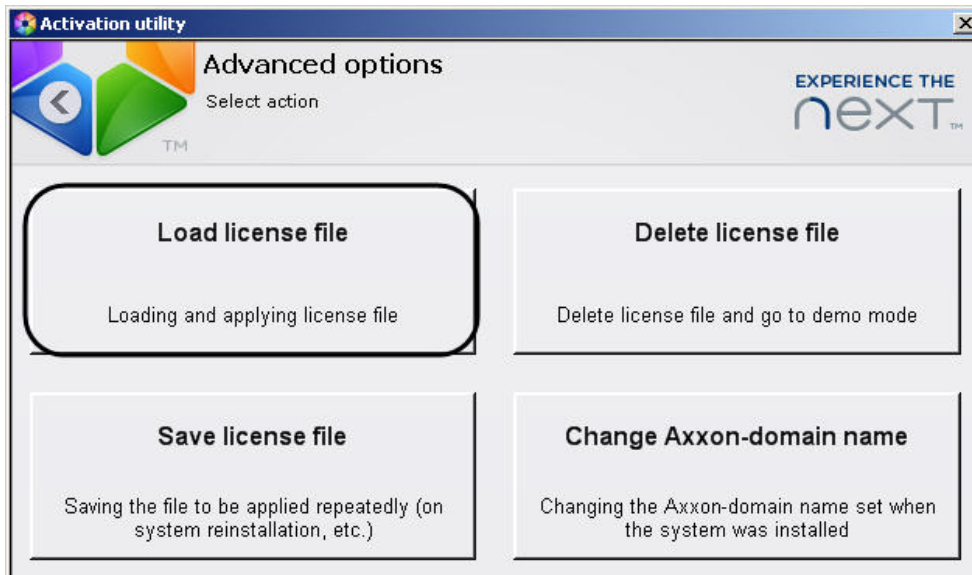 Activation utility
Advanced options
Select action
TM
EXPERIENCE THE
next TM
Load license file
Loading and applying license file
Delete license file
Delete license file and go to demo mode
Save license file
Saving the file to be applied repeatedly (on
system reinstallation, etc.)
Change Axxon-domain name
Changing the Axxon-domain name set when
the system was installed